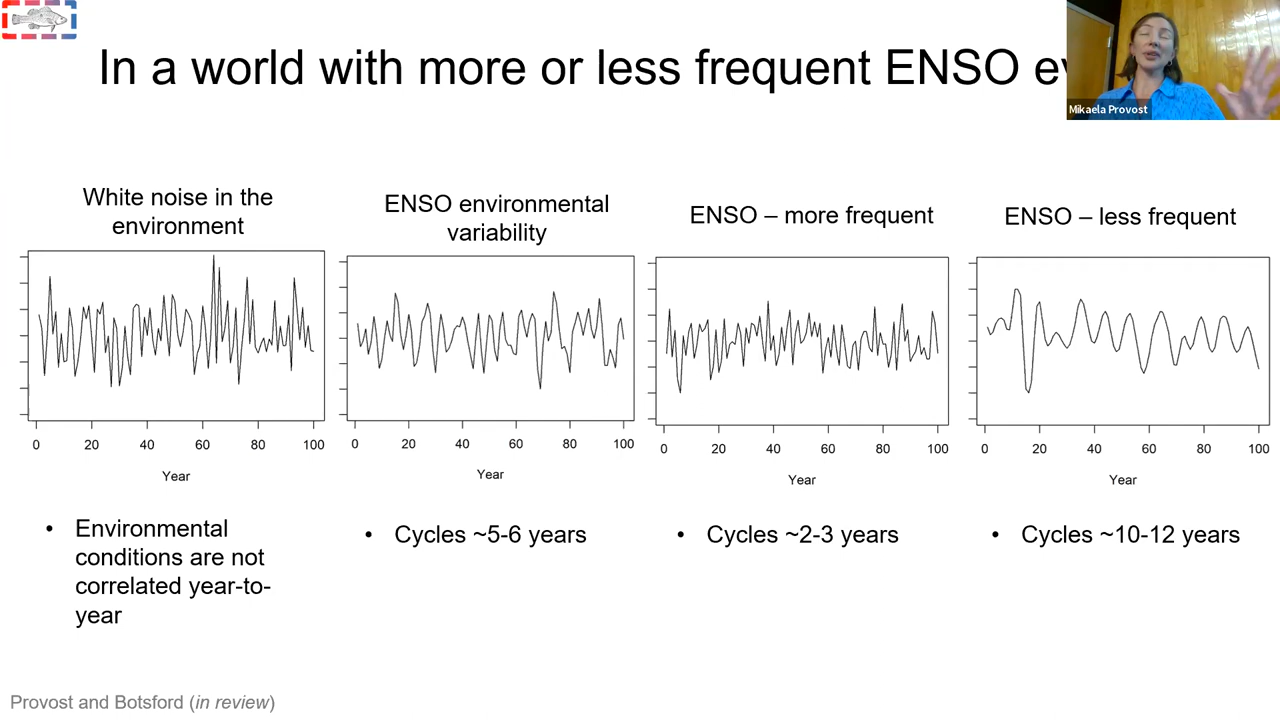 In a world with more or less frequent ENSO
Mikaela Provost
White noise in the
environment
ENSO environmental
variability
ENSO – more frequent
ENSO – less frequent
0 20 40 60 80 100
0 20 40 60 80 100
0 20 40 60 80 100
0 20 40 60 80 100
Year
Year
Year
Year
• Environmental
conditions are not
correlated year-to-
year
• Cycles ~5-6 years
• Cycles ~2-3 years
• Cycles ~10-12 years
Provost and Botsford (in review)